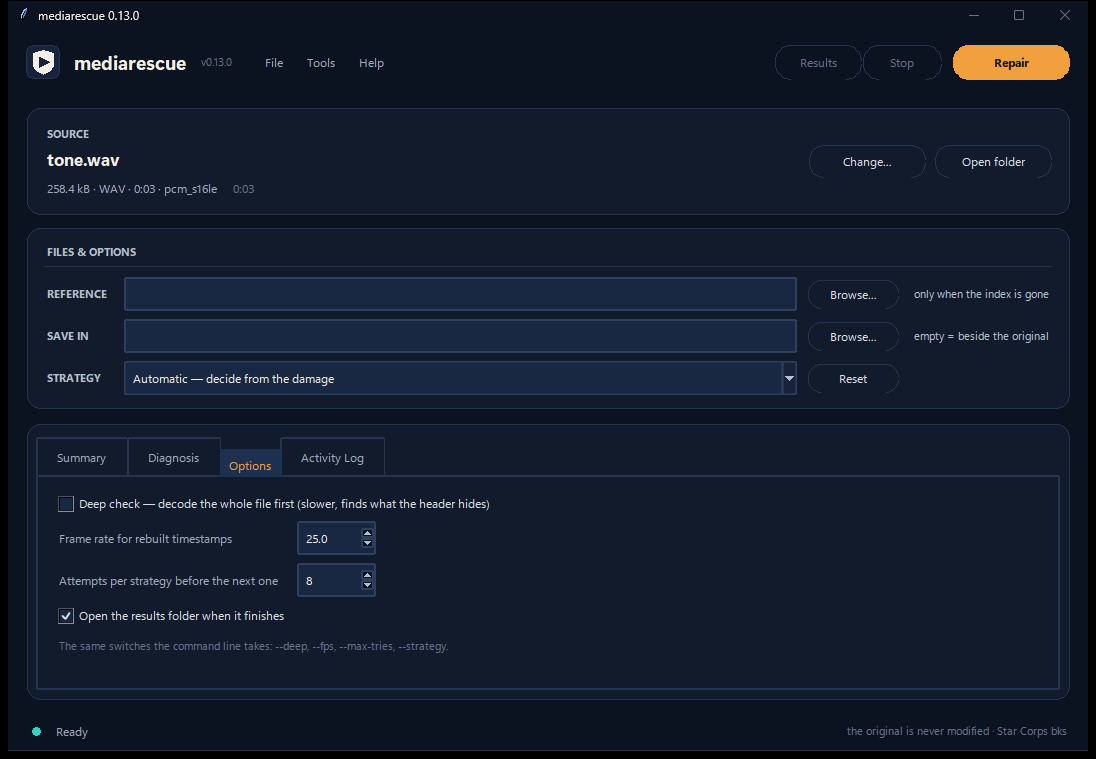 mediarescue 0.13.0
mediarescue v0.13.0 File Tools Help Results Stop Repair
SOURCE
tone.wav
Change... Open folder
258.4 kB · WAV · 0:03 · pcm_s16le 0:03
FILES & OPTIONS
REFERENCE Browse... only when the index is gone
SAVE IN Browse... empty = beside the original
STRATEGY Automatic — decide from the damage Reset
Summary Diagnosis Options Activity Log
Deep check — decode the whole file first (slower, finds what the header hides)
Frame rate for rebuilt timestamps 25.0
Attempts per strategy before the next one 8
Open the results folder when it finishes
The same switches the command line takes: --deep, --fps, --max-tries, --strategy.
Ready the original is never modified · Star Corps bks